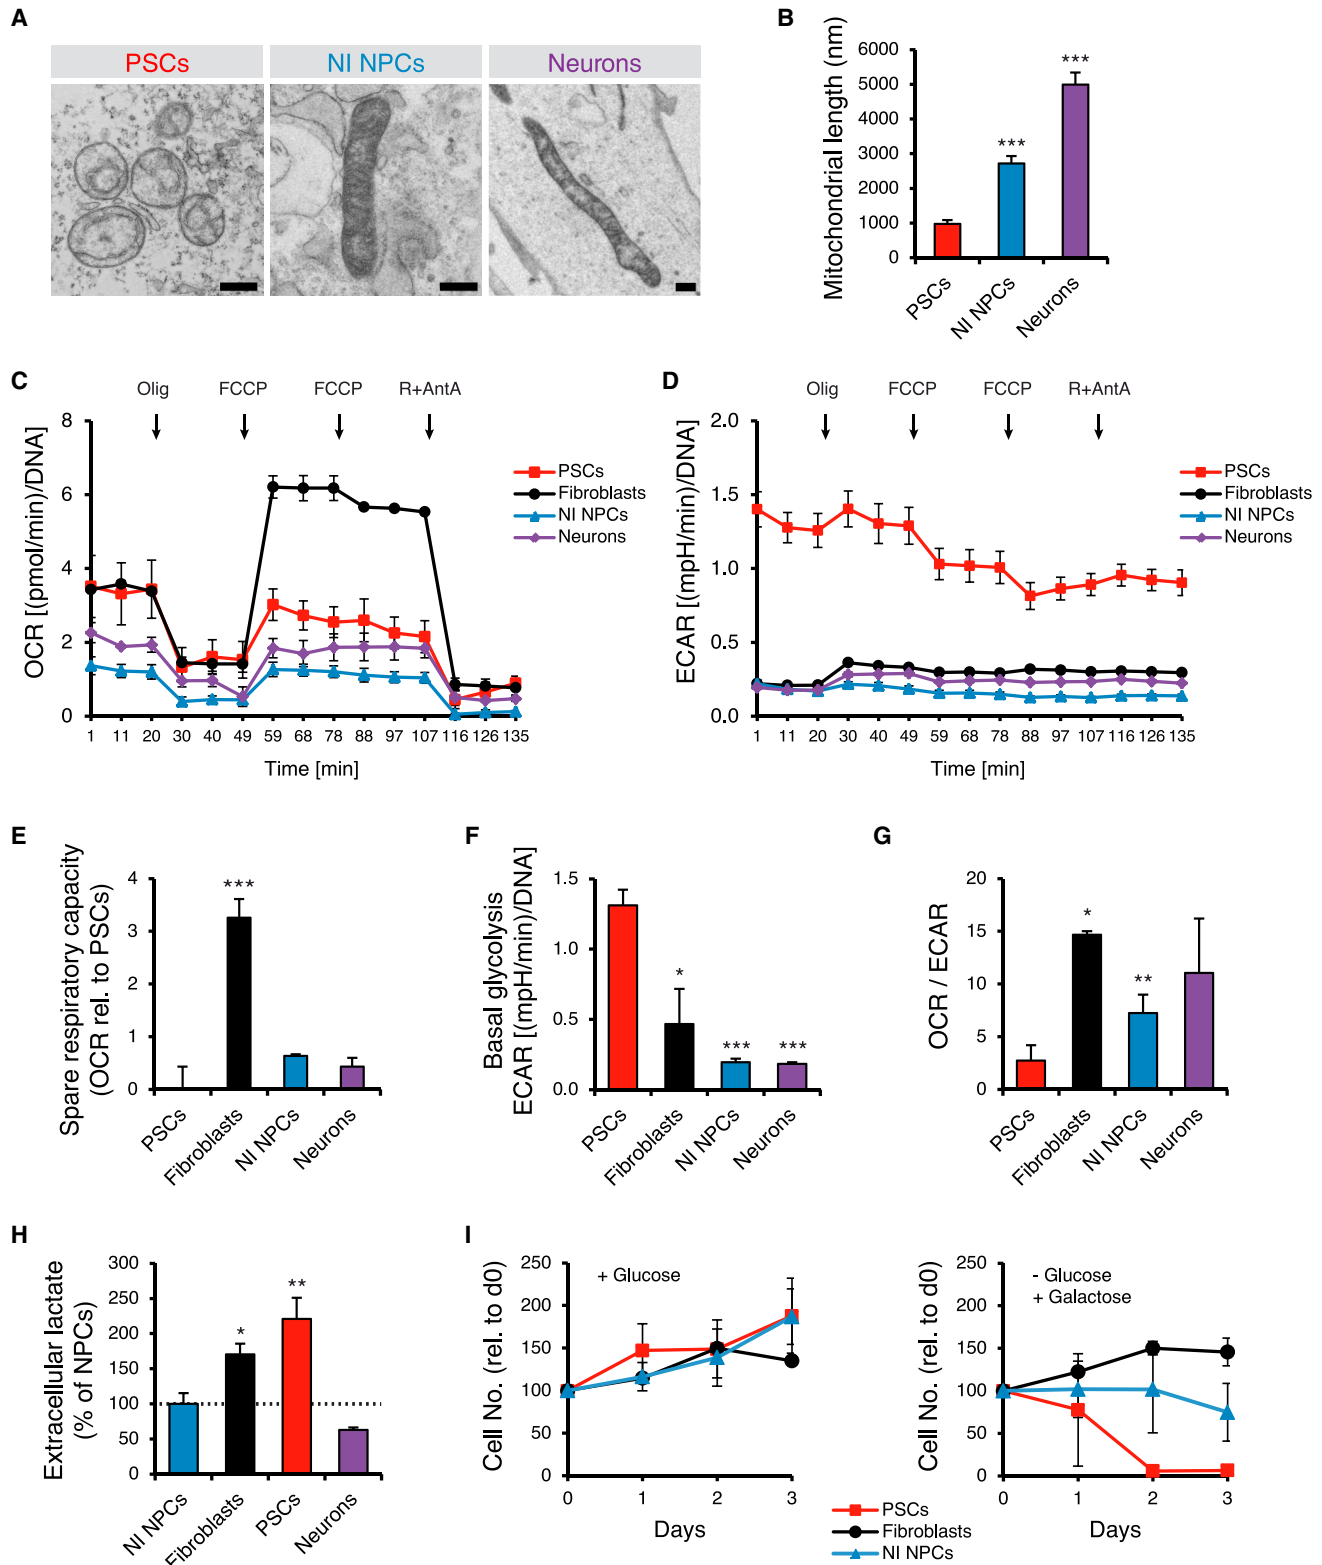 A
PSCs
NI NPCs
Neurons
B
Mitochondrial length (nm)
6000
5000
4000
3000
2000
1000
0
***
***
PSCs
NI NPCs
Neurons
C
Olig
FCCP
FCCP
R+AntA
OCR [(pmol/min)/DNA]
8
6
4
2
0
1 11 20 30 40 49 59 68 78 88 97 107 116 126 135
Time [min]
PSCs
Fibroblasts
NI NPCs
Neurons
D
Olig
FCCP
FCCP
R+AntA
ECAR [(mpH/min)/DNA]
2.0
1.5
1.0
0.5
0.0
1 11 20 30 40 49 59 68 78 88 97 107 116 126 135
Time [min]
PSCs
Fibroblasts
NI NPCs
Neurons
E
Spare respiratory capacity
(OCR rel. to PSCs)
4
3
2
1
0
***
PSCs
Fibroblasts
NI NPCs
Neurons
F
Basal glycolysis
ECAR [(mpH/min)/DNA]
1.5
1.0
0.5
0.0
*
***
***
PSCs
Fibroblasts
NI NPCs
Neurons
G
OCR / ECAR
20
15
10
5
0
*
**
PSCs
Fibroblasts
NI NPCs
Neurons
H
Extracellular lactate
(% of NPCs)
300
250
200
150
100
50
0
*
**
NI NPCs
Fibroblasts
PSCs
Neurons
I
Cell No. (rel. to d0)
250
200
150
100
50
0
+ Glucose
0 1 2 3
Days
Cell No. (rel. to d0)
250
200
150
100
50
0
- Glucose
+ Galactose
0 1 2 3
Days
PSCs
Fibroblasts
NI NPCs